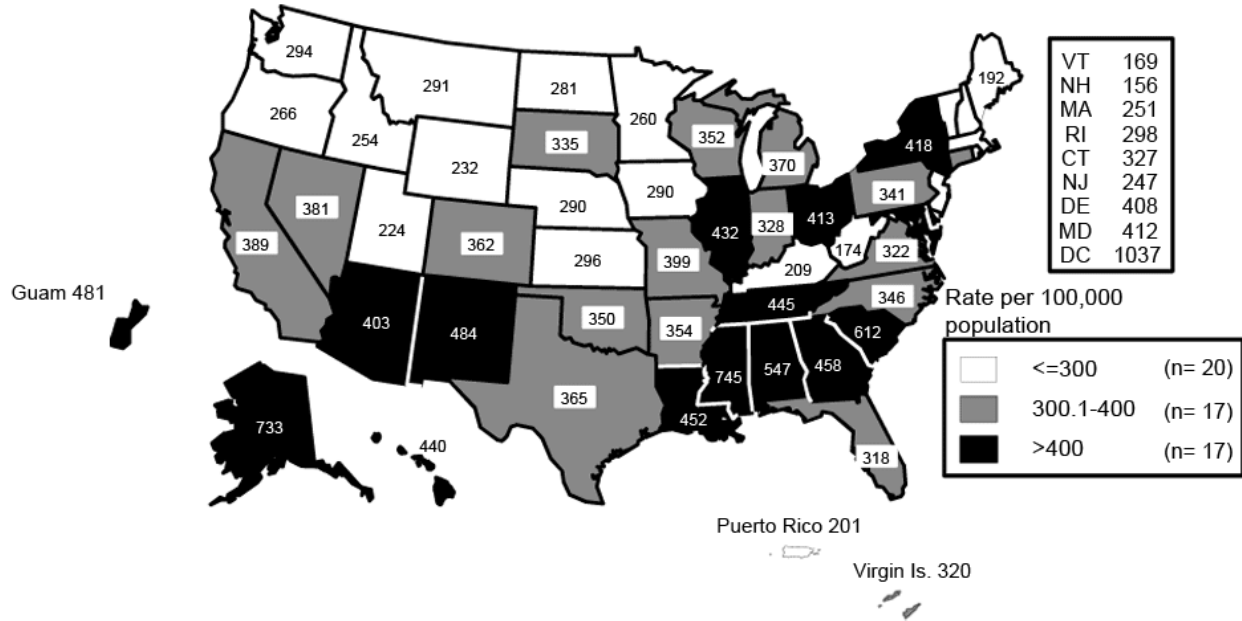 294
291
281
260
192
266
254
335
352
370
418
232
290
290
381
224
362
328
413
341
389
296
399
432
174
322
209
Guam 481
403
484
350
354
445
346
612
365
745
547
458
452
733
440
318
VT 169
NH 156
MA 251
RI 298
CT 327
NJ 247
DE 408
MD 412
DC 1037
Rate per 100,000
population
<=300 (n= 20)
300.1-400 (n= 17)
>400 (n= 17)
Puerto Rico 201
Virgin Is. 320